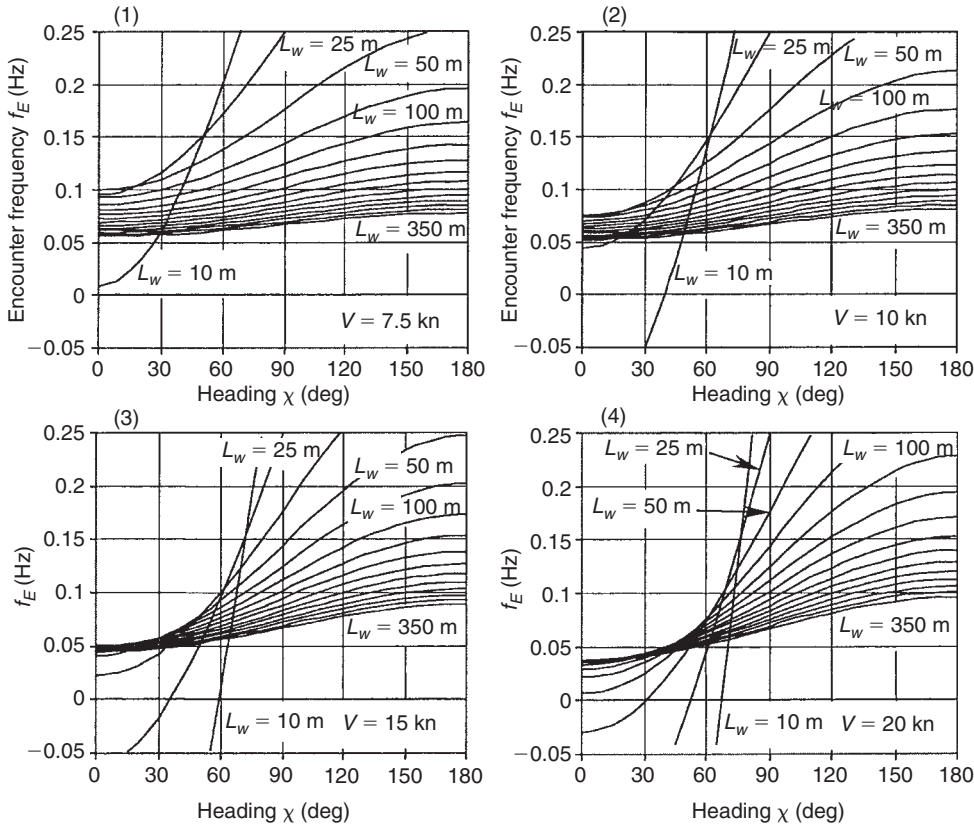 (1)
Encounter frequency f_E (Hz)
0.25
0.2
0.15
0.1
0.05
0
−0.05
L_W = 25 m
L_W = 50 m
L_W = 100 m
L_W = 350 m
L_W = 10 m
V = 7.5 kn
0 30 60 90 120 150 180
Heading χ (deg)
(2)
Encounter frequency f_E (Hz)
0.25
0.2
0.15
0.1
0.05
0
−0.05
L_W = 25 m
L_W = 50 m
L_W = 100 m
L_W = 350 m
L_W = 10 m
V = 10 kn
0 30 60 90 120 150 180
Heading χ (deg)
(3)
f_E (Hz)
0.25
0.2
0.15
0.1
0.05
0
−0.05
L_W = 25 m
L_W = 50 m
L_W = 100 m
L_W = 350 m
L_W = 10 m V = 15 kn
0 30 60 90 120 150 180
Heading χ (deg)
(4)
f_E (Hz)
0.25
0.2
0.15
0.1
0.05
0
−0.05
L_W = 25 m
L_W = 100 m
L_W = 50 m
L_W = 350 m
L_W = 10 m V = 20 kn
0 30 60 90 120 150 180
Heading χ (deg)